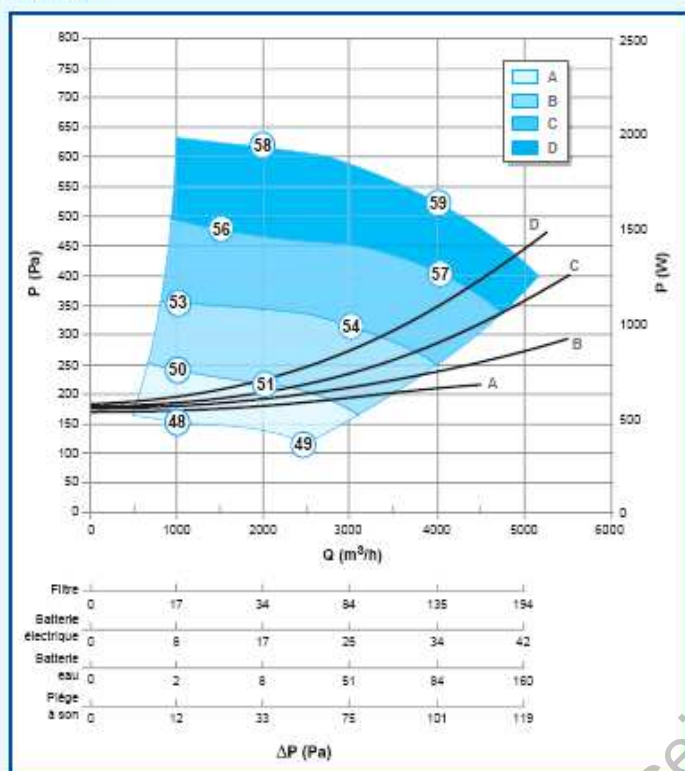 800
750
700
650
600
550
500
450
400
350
300
250
200
150
100
50
0
P (Pa)
2500
2000
1500
1000
500
0
P (W)
A
B
C
D
58
59
56
57
53
54
50
51
48
49
D
C
B
A
0 1000 2000 3000 4000 5000 6000
Q (m³/h)
Filtre 0 17 34 84 135 194
Batterie
électrique 0 6 17 25 34 42
Batterie
eau 0 2 8 51 84 160
Piège
à son 0 12 33 75 101 119
ΔP (Pa)